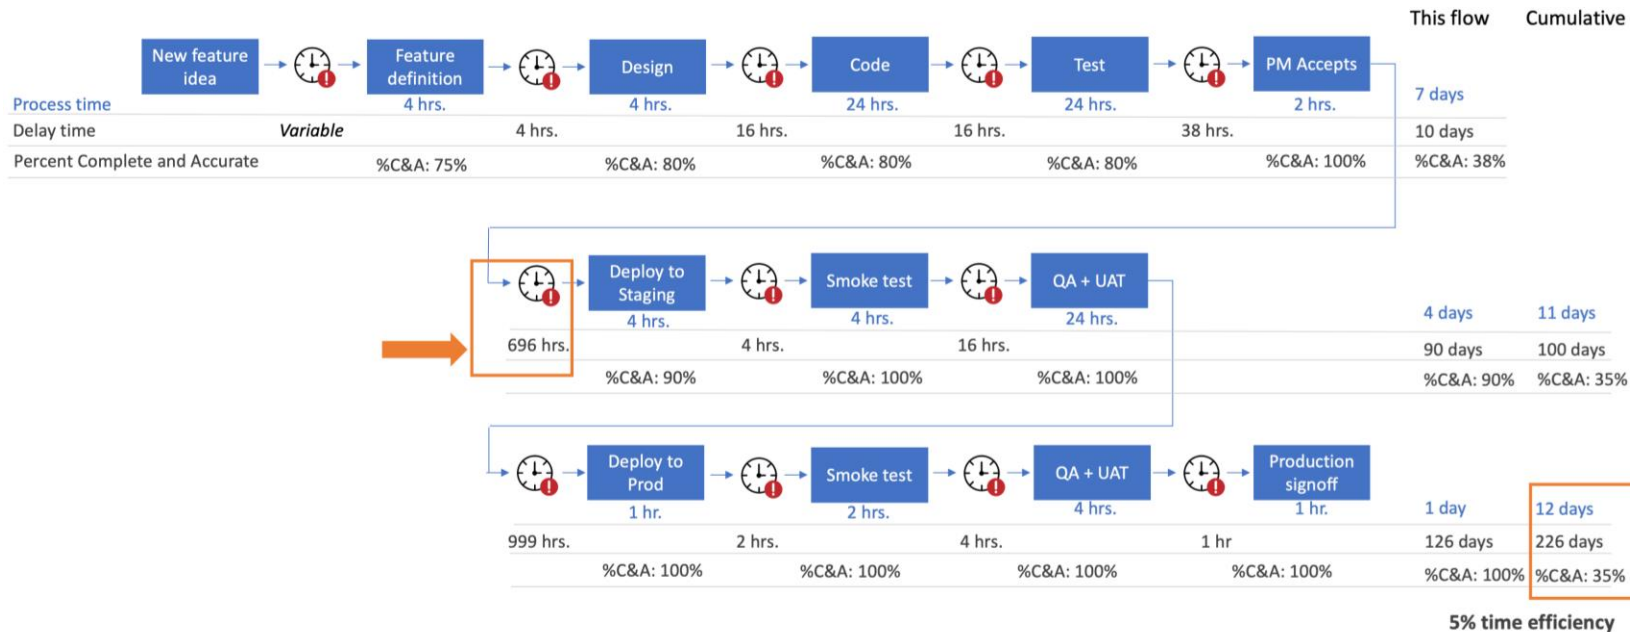 This flow Cumulative
New feature idea
Feature definition
Design
Code
Test
PM Accepts
Process time 4 hrs. 4 hrs. 24 hrs. 24 hrs. 2 hrs. 7 days
Delay time Variable 4 hrs. 16 hrs. 16 hrs. 38 hrs. 10 days
Percent Complete and Accurate %C&A: 75% %C&A: 80% %C&A: 80% %C&A: 80% %C&A: 100% %C&A: 38%
Deploy to Staging
Smoke test
QA + UAT
4 hrs. 4 hrs. 24 hrs. 4 days 11 days
696 hrs. 4 hrs. 16 hrs. 90 days 100 days
%C&A: 90% %C&A: 100% %C&A: 100% %C&A: 90% %C&A: 35%
Deploy to Prod
Smoke test
QA + UAT
Production signoff
1 hr. 2 hrs. 4 hrs. 1 hr. 1 day 12 days
999 hrs. 2 hrs. 4 hrs. 1 hr 126 days 226 days
%C&A: 100% %C&A: 100% %C&A: 100% %C&A: 100% %C&A: 100% %C&A: 35%
5% time efficiency